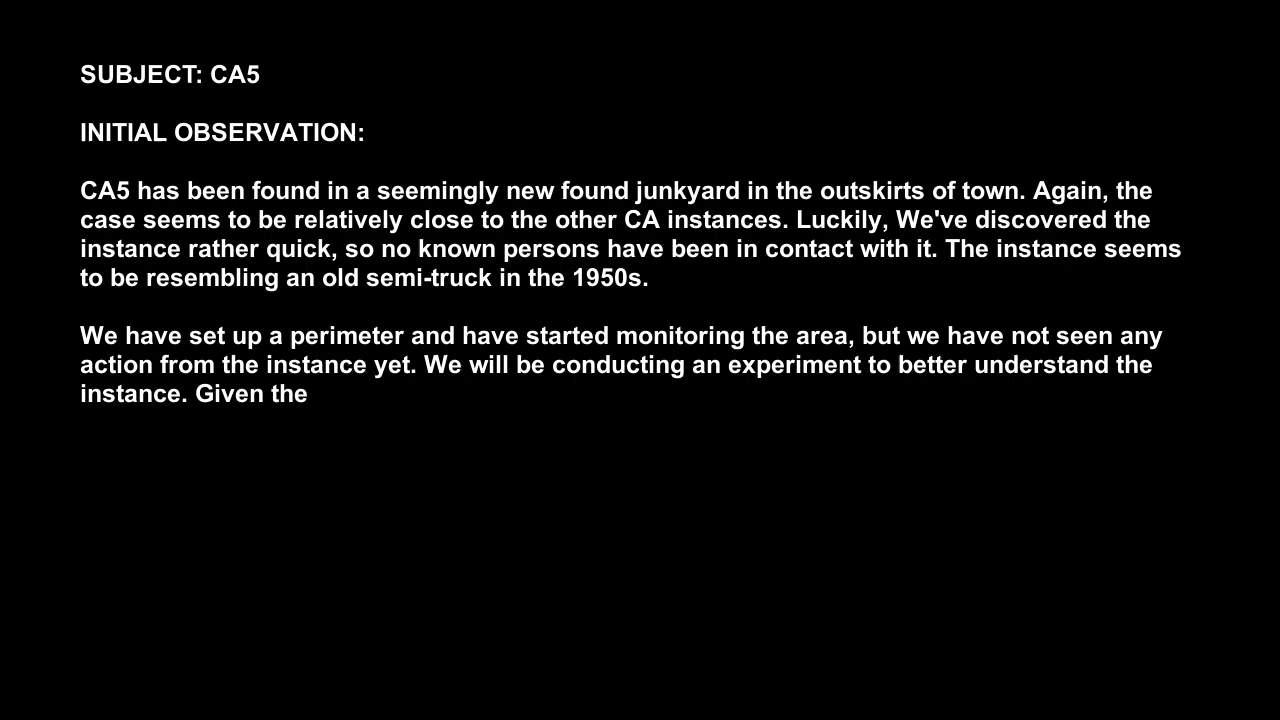 SUBJECT: CA5
INITIAL OBSERVATION:
CA5 has been found in a seemingly new found junkyard in the outskirts of town. Again, the
case seems to be relatively close to the other CA instances. Luckily, We've discovered the
instance rather quick, so no known persons have been in contact with it. The instance seems
to be resembling an old semi-truck in the 1950s.
We have set up a perimeter and have started monitoring the area, but we have not seen any
action from the instance yet. We will be conducting an experiment to better understand the
instance. Given the